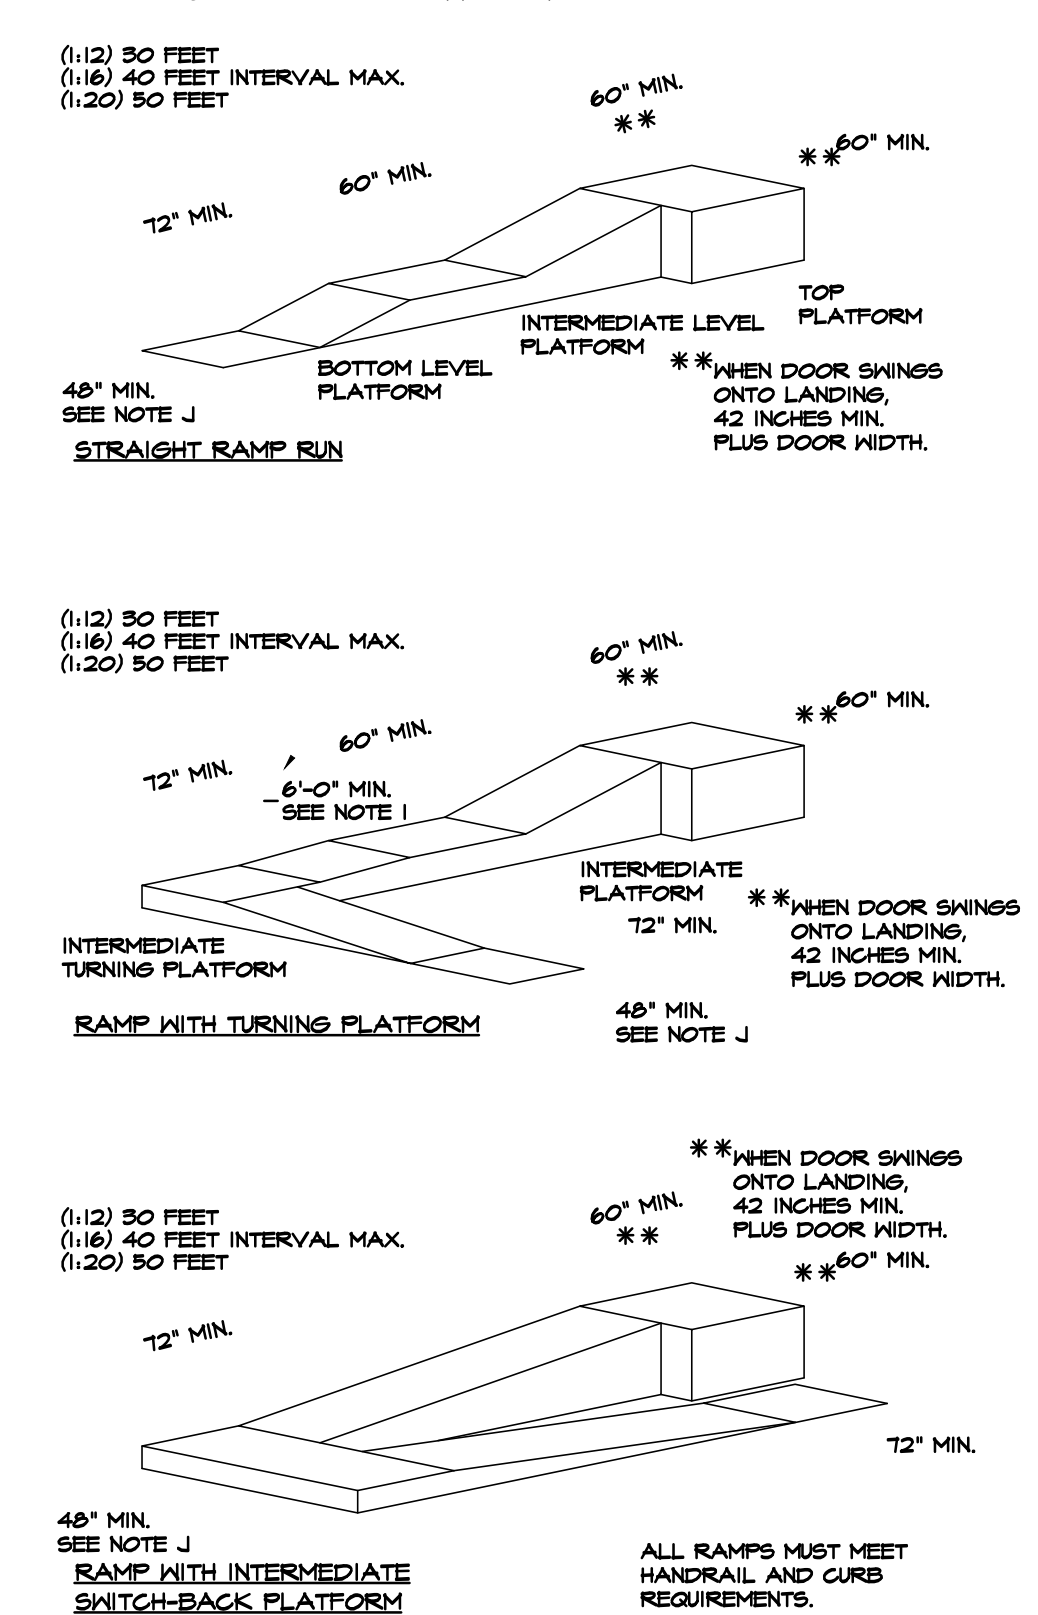 (1:12) 30 FEET
(1:16) 40 FEET INTERVAL MAX.
(1:20) 50 FEET
60" MIN.
**
**60" MIN.
60" MIN.
72" MIN.
TOP
PLATFORM
INTERMEDIATE LEVEL
PLATFORM
BOTTOM LEVEL
PLATFORM
**WHEN DOOR SWINGS
ONTO LANDING,
42 INCHES MIN.
PLUS DOOR WIDTH.
48" MIN.
SEE NOTE J
STRAIGHT RAMP RUN
(1:12) 30 FEET
(1:16) 40 FEET INTERVAL MAX.
(1:20) 50 FEET
60" MIN.
**
**60" MIN.
60" MIN.
72" MIN.
6'-0" MIN.
SEE NOTE I
INTERMEDIATE
PLATFORM
72" MIN.
**WHEN DOOR SWINGS
ONTO LANDING,
42 INCHES MIN.
PLUS DOOR WIDTH.
INTERMEDIATE
TURNING PLATFORM
48" MIN.
SEE NOTE J
RAMP WITH TURNING PLATFORM
**WHEN DOOR SWINGS
ONTO LANDING,
42 INCHES MIN.
PLUS DOOR WIDTH.
60" MIN.
**
**60" MIN.
(1:12) 30 FEET
(1:16) 40 FEET INTERVAL MAX.
(1:20) 50 FEET
72" MIN.
72" MIN.
48" MIN.
SEE NOTE J
RAMP WITH INTERMEDIATE
SWITCH-BACK PLATFORM
ALL RAMPS MUST MEET
HANDRAIL AND CURB
REQUIREMENTS.